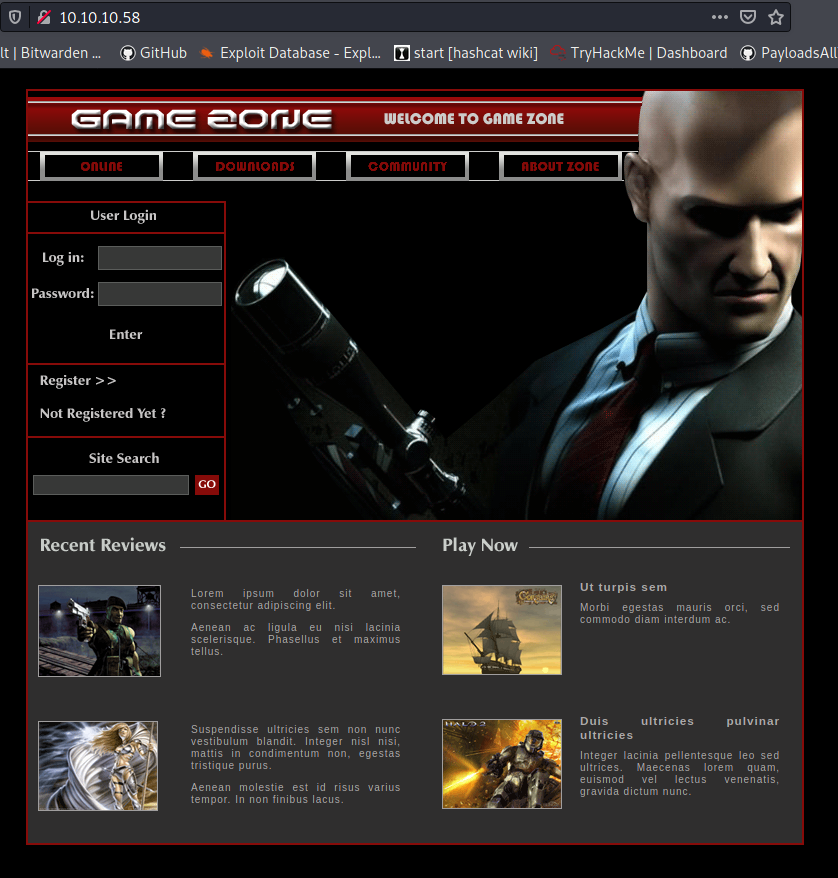 10.10.10.58
lt | Bitwarden ... GitHub Exploit Database - Expl... start [hashcat wiki] TryHackMe | Dashboard PayloadsAll
GAME ZONE WELCOME TO GAME ZONE
ONLINE DOWNLOADS COMMUNITY ABOUT ZONE
User Login
Log in:
Password:
Enter
Register >>
Not Registered Yet ?
Site Search
GO
Recent Reviews
Lorem ipsum dolor sit amet,
consectetur adipiscing elit.
Aenean ac ligula eu nisi lacinia
scelerisque. Phasellus et maximus
tellus.
Suspendisse ultricies sem non nunc
vestibulum blandit. Integer nisl nisi,
mattis in condimentum non, egestas
tristique purus.
Aenean molestie est id risus varius
tempor. In non finibus lacus.
Play Now
Ut turpis sem
Morbi egestas mauris orci, sed
commodo diam interdum ac.
HALO 2
Duis ultricies pulvinar
ultricies
Integer lacinia pellentesque leo sed
ultrices. Maecenas lorem quam,
euismod vel lectus venenatis,
gravida dictum nunc.